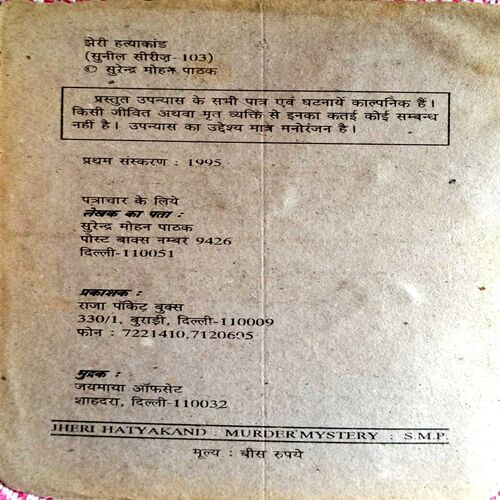 झेरी हत्याकांड
(सुनील सीरीज़-103)
© सुरेन्द्र मोहन पाठक
प्रस्तुत उपन्यास के सभी पात्र एवं घटनायें काल्पनिक हैं।
किसी जीवित अथवा मृत व्यक्ति से इनका कतई कोई सम्बन्ध
नहीं है। उपन्यास का उद्देश्य मात्र मनोरंजन है।
प्रथम संस्करण : 1995
पत्राचार के लिये
लेखक का पता :
सुरेन्द्र मोहन पाठक
पोस्ट बाक्स नम्बर 9426
दिल्ली-110051
प्रकाशक :
राजा पॉकेट बुक्स
330/1, बुराड़ी, दिल्ली-110009
फोन : 7221410,7120695
मुद्रक :
जयमाया ऑफसेट
शाहदरा, दिल्ली-110032
JHERI HATYAKAND : MURDER MYSTERY : S.M.P.
मूल्य : बीस रुपये